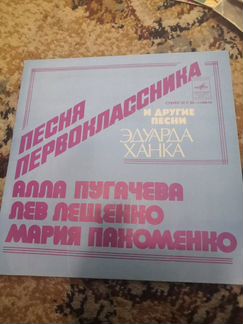 ПЕСНЯ
ПЕРВОКЛАССНИКА
И ДРУГИЕ
ПЕСНИ
ЭДУАРДА
ХАНКА
АЛЛА ПУГАЧЕВА
ЛЕВ ЛЕЩЕНКО
МАРИЯ ПАХОМЕНКО